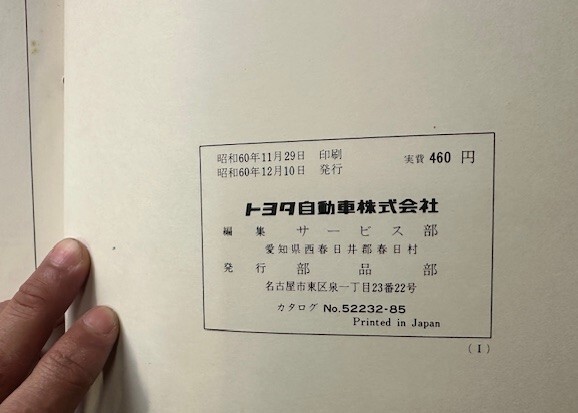 昭和60年11月29日 印刷 実費 460 円
昭和60年12月10日 発行
トヨタ自動車株式会社
編集 サービス部
愛知県西春日井郡春日村
発行 部品部
名古屋市東区泉一丁目23番22号
カタログ No.52232-85
Printed in Japan
(1)